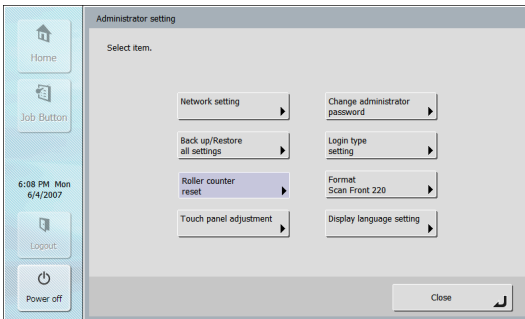 Administrator setting
Select item.
Home
Job Button
6:08 PM Mon
6/4/2007
Logout
Power off
Network setting
Change administrator
password
Back up/Restore
all settings
Login type
setting
Roller counter
reset
Format
Scan Front 220
Touch panel adjustment
Display language setting
Close